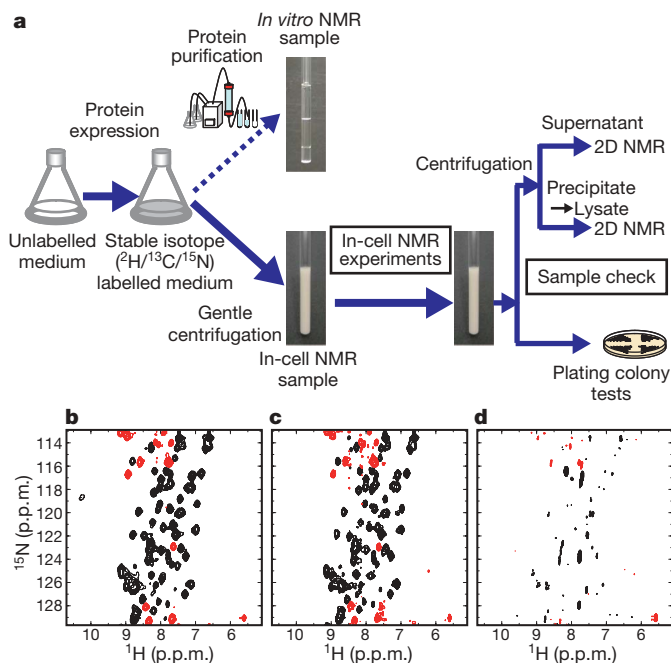 a
In vitro NMR
sample
Protein
purification
Protein
expression
Unlabelled
medium
Stable isotope
(²H/¹³C/¹⁵N)
labelled medium
Gentle
centrifugation
In-cell NMR
sample
In-cell NMR
experiments
Centrifugation
Supernatant
2D NMR
Precipitate
→Lysate
2D NMR
Sample check
Plating colony
tests
b
c
d
114
116
118
120
122
124
126
128
¹⁵N (p.p.m.)
10 9 8 7 6
¹H (p.p.m.)
10 9 8 7 6
¹H (p.p.m.)
10 9 8 7 6
¹H (p.p.m.)